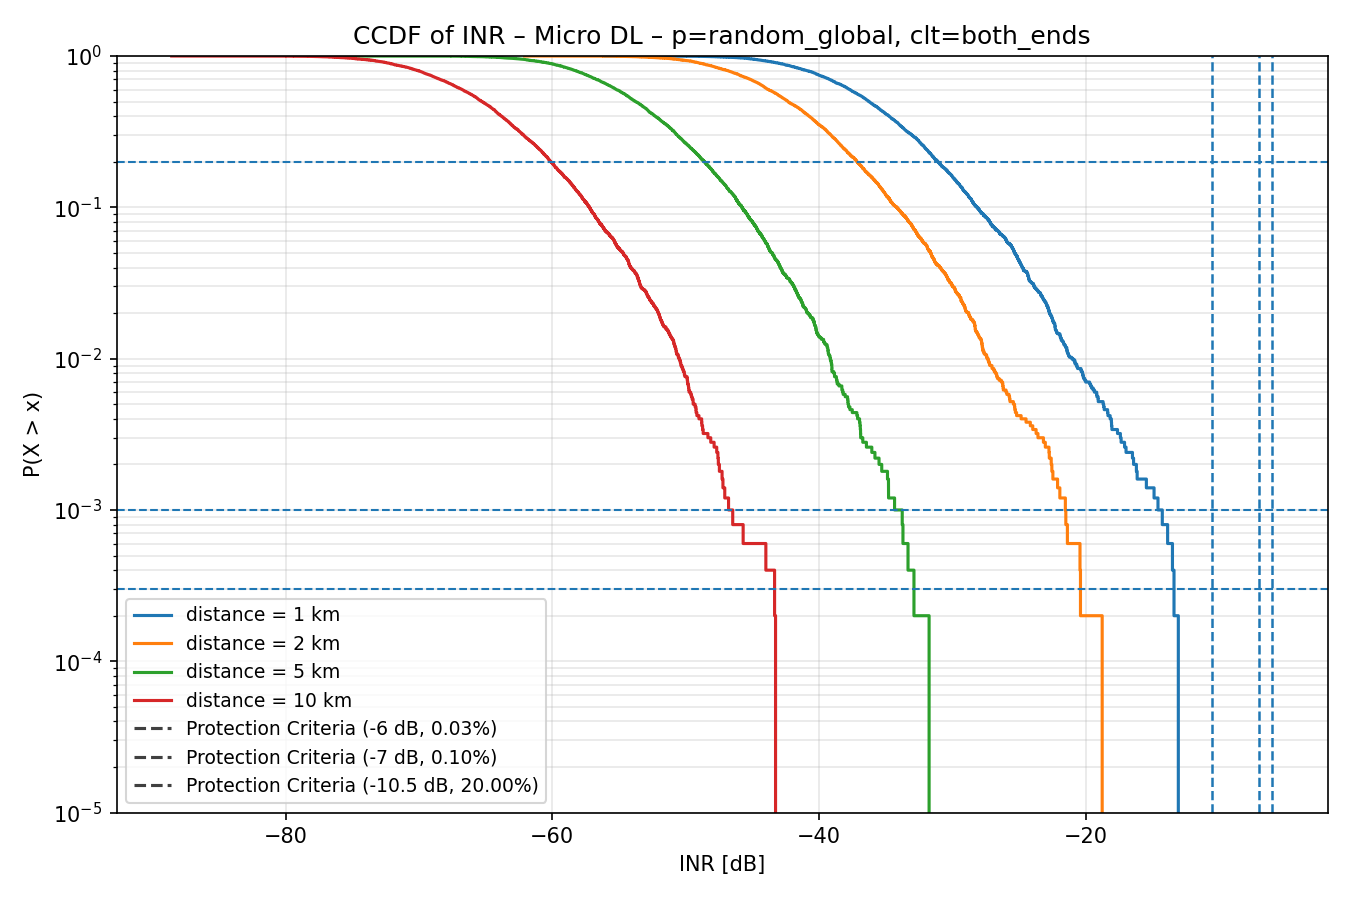 CCDF of INR – Micro DL – p=random_global, clt=both_ends
10⁰
10⁻¹
10⁻²
10⁻³
10⁻⁴
10⁻⁵
P(X > x)
distance = 1 km
distance = 2 km
distance = 5 km
distance = 10 km
Protection Criteria (-6 dB, 0.03%)
Protection Criteria (-7 dB, 0.10%)
Protection Criteria (-10.5 dB, 20.00%)
−80 −60 −40 −20
INR [dB]